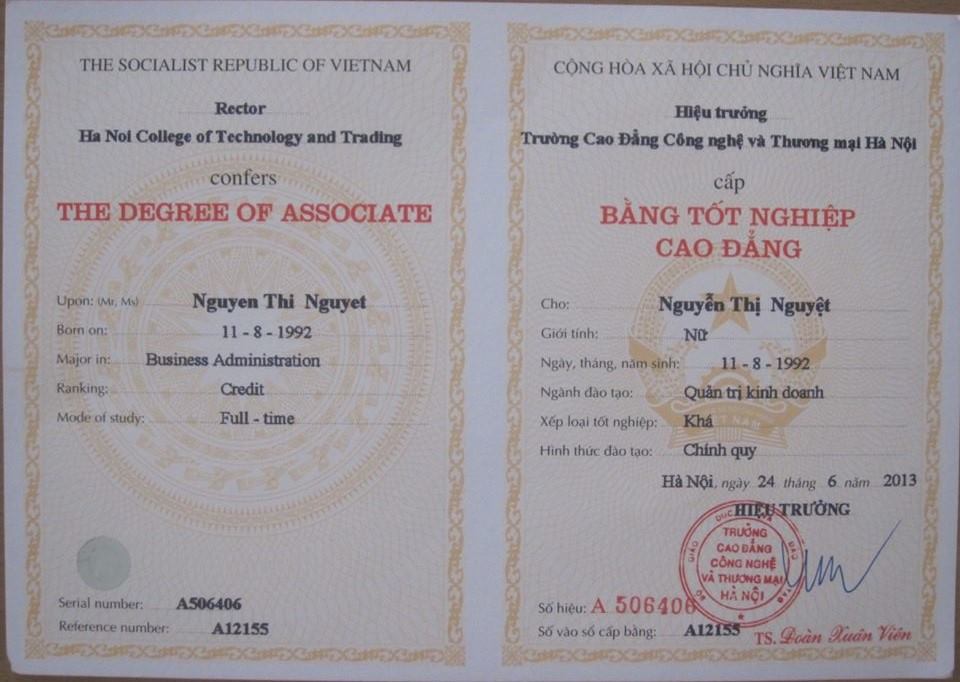 THE SOCIALIST REPUBLIC OF VIETNAM
Rector
Ha Noi College of Technology and Trading
confers
THE DEGREE OF ASSOCIATE
Upon: (Mr, Ms) Nguyen Thi Nguyet
Born on: 11 - 8 - 1992
Major in: Business Administration
Ranking: Credit
Mode of study: Full - time
Serial number: A506406
Reference number: A12155
CỘNG HÒA XÃ HỘI CHỦ NGHĨA VIỆT NAM
Hiệu trưởng
Trường Cao Đẳng Công nghệ và Thương mại Hà Nội
cấp
BẰNG TỐT NGHIỆP
CAO ĐẲNG
Cho: Nguyễn Thị Nguyệt
Giới tính: Nữ
Ngày, tháng, năm sinh: 11 - 8 - 1992
Ngành đào tạo: Quản trị kinh doanh
Xếp loại tốt nghiệp: Khá
Hình thức đào tạo: Chính quy
Hà Nội, ngày 24 tháng 6 năm 2013
HIỆU TRƯỞNG
TRƯỜNG
CAO ĐẲNG
CÔNG NGHỆ
VÀ THƯƠNG MẠI
HÀ NỘI
Số hiệu: A 506406
Số vào sổ cấp bằng: A12155
TS. Đoàn Xuân Viên